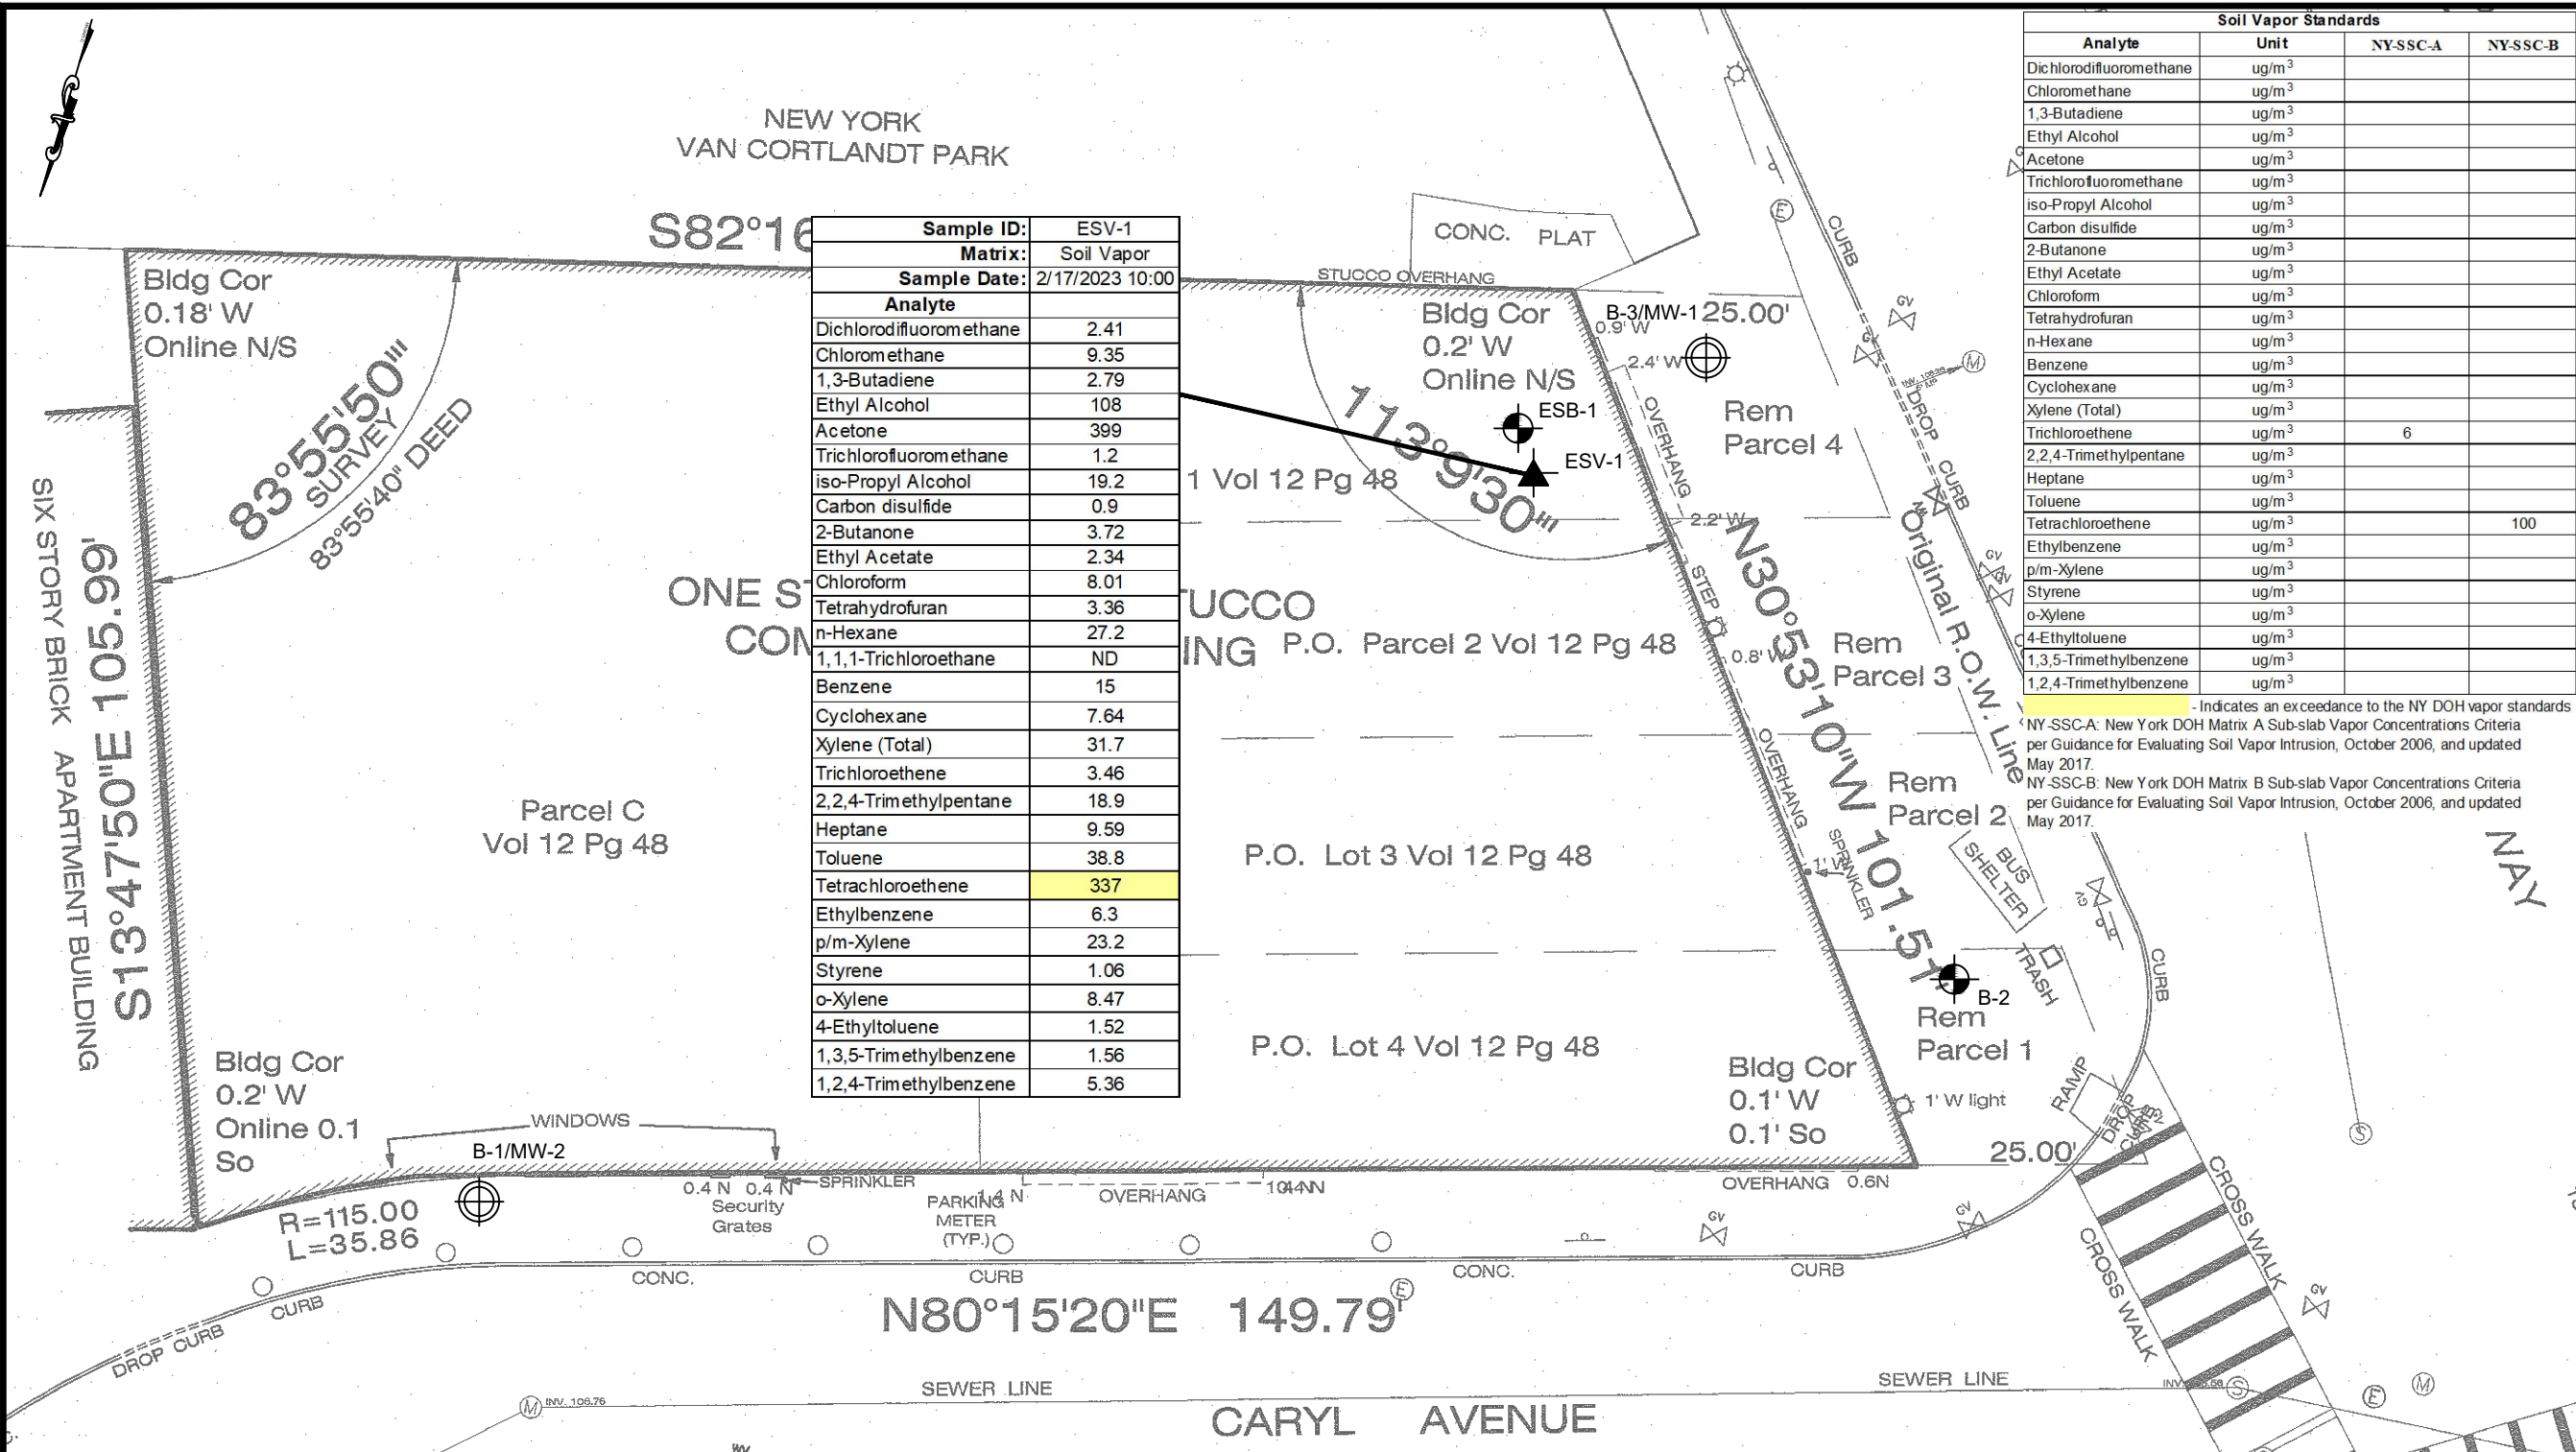 NEW YORK
VAN CORTLANDT PARK
S82°16
CONC. PLAT
STUCCO OVERHANG
CURB
Bldg Cor
0.18' W
Online N/S
83°55'50'"
SURVEY
83°55'40" DEED
SIX STORY BRICK APARTMENT BUILDING
S13°47'50"E 105.99'
Sample ID: ESV-1
Matrix: Soil Vapor
Sample Date: 2/17/2023 10:00
Analyte
Dichlorodifluoromethane 2.41
Chloromethane 9.35
1,3-Butadiene 2.79
Ethyl Alcohol 108
Acetone 399
Trichlorofluoromethane 1.2
iso-Propyl Alcohol 19.2
Carbon disulfide 0.9
2-Butanone 3.72
Ethyl Acetate 2.34
Chloroform 8.01
Tetrahydrofuran 3.36
n-Hexane 27.2
1,1,1-Trichloroethane ND
Benzene 15
Cyclohexane 7.64
Xylene (Total) 31.7
Trichloroethene 3.46
2,2,4-Trimethylpentane 18.9
Heptane 9.59
Toluene 38.8
Tetrachloroethene 337
Ethylbenzene 6.3
p/m-Xylene 23.2
Styrene 1.06
o-Xylene 8.47
4-Ethyltoluene 1.52
1,3,5-Trimethylbenzene 1.56
1,2,4-Trimethylbenzene 5.36
Bldg Cor
0.2' W
Online N/S
B-3/MW-1 25.00'
0.9' W
2.4' W
ESB-1
ESV-1
113°9'30'"
1 Vol 12 Pg 48
OVERHANG
Rem
Parcel 4
2.2' W
STEP
N30°53'10"W 101.51'
0.8' W
ONE S
UCCO
COM
ING
P.O. Parcel 2 Vol 12 Pg 48
Rem
Parcel 3
Original R.O.W. Line
DROP CURB
GV
GV
M
E
OVERHANG
Parcel C
Vol 12 Pg 48
P.O. Lot 3 Vol 12 Pg 48
Rem
Parcel 2
1' W
SPRINKLER
BUS
SHELTER
TRASH
B-2
Rem
Parcel 1
P.O. Lot 4 Vol 12 Pg 48
Bldg Cor
0.1' W
0.1' So
1' W light
25.00'
RAMP
DROP
CURB
GV
CURB
WAY
S
CROSS WALK
CROSS WALK
Soil Vapor Standards
Analyte Unit NY-SSC-A NY-SSC-B
Dichlorodifluoromethane ug/m3
Chloromethane ug/m3
1,3-Butadiene ug/m3
Ethyl Alcohol ug/m3
Acetone ug/m3
Trichlorofluoromethane ug/m3
iso-Propyl Alcohol ug/m3
Carbon disulfide ug/m3
2-Butanone ug/m3
Ethyl Acetate ug/m3
Chloroform ug/m3
Tetrahydrofuran ug/m3
n-Hexane ug/m3
Benzene ug/m3
Cyclohexane ug/m3
Xylene (Total) ug/m3
Trichloroethene ug/m3 6
2,2,4-Trimethylpentane ug/m3
Heptane ug/m3
Toluene ug/m3
Tetrachloroethene ug/m3 100
Ethylbenzene ug/m3
p/m-Xylene ug/m3
Styrene ug/m3
o-Xylene ug/m3
4-Ethyltoluene ug/m3
1,3,5-Trimethylbenzene ug/m3
1,2,4-Trimethylbenzene ug/m3
- Indicates an exceedance to the NY DOH vapor standards
NY-SSC-A: New York DOH Matrix A Sub-slab Vapor Concentrations Criteria
per Guidance for Evaluating Soil Vapor Intrusion, October 2006, and updated
May 2017.
NY-SSC-B: New York DOH Matrix B Sub-slab Vapor Concentrations Criteria
per Guidance for Evaluating Soil Vapor Intrusion, October 2006, and updated
May 2017.
Bldg Cor
0.2' W
Online 0.1
So
WINDOWS
B-1/MW-2
R=115.00
L=35.86
0.4 N 0.4 N
SPRINKLER
Security
Grates
PARKING
METER
(TYP.)
OVERHANG
OVERHANG 0.6N
GV
GV
CONC. CURB CONC. CURB
CURB
DROP CURB
E
N80°15'20"E 149.79'
SEWER LINE
SEWER LINE
M INV. 106.76
S
E
M
GV
CARYL AVENUE